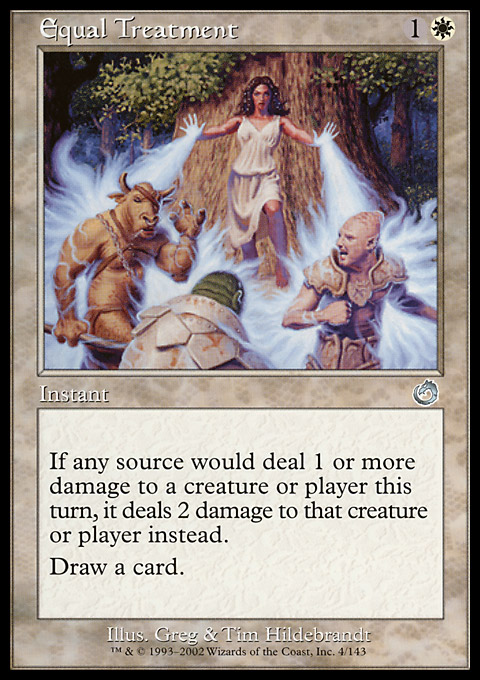 Equal Treatment 1
Instant
If any source would deal 1 or more
damage to a creature or player this
turn, it deals 2 damage to that creature
or player instead.
Draw a card.
Illus. Greg & Tim Hildebrandt
™ & © 1993–2002 Wizards of the Coast, Inc. 4/143